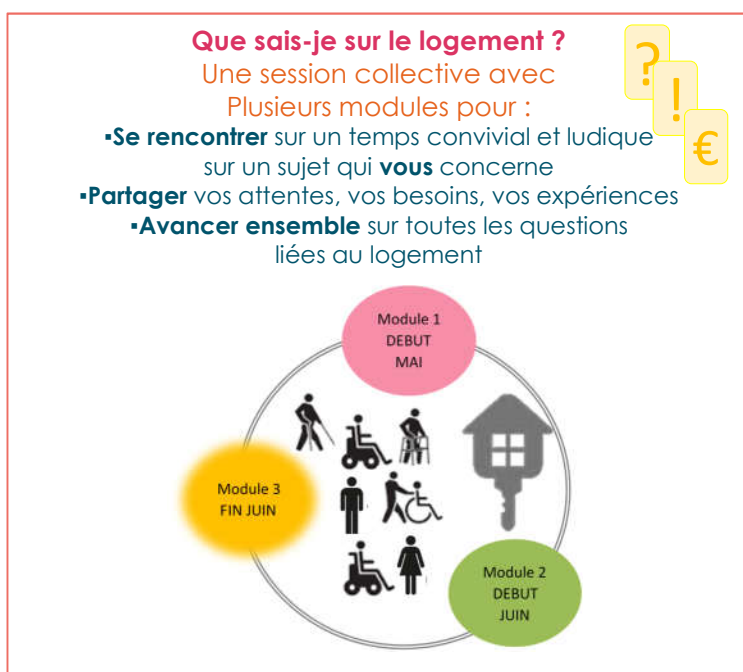 Que sais-je sur le logement ?
Une session collective avec
Plusieurs modules pour :
▪Se rencontrer sur un temps convivial et ludique
sur un sujet qui vous concerne
▪Partager vos attentes, vos besoins, vos expériences
▪Avancer ensemble sur toutes les questions
liées au logement
?
!
€
Module 1
DEBUT
MAI
Module 3
FIN JUIN
Module 2
DEBUT
JUIN